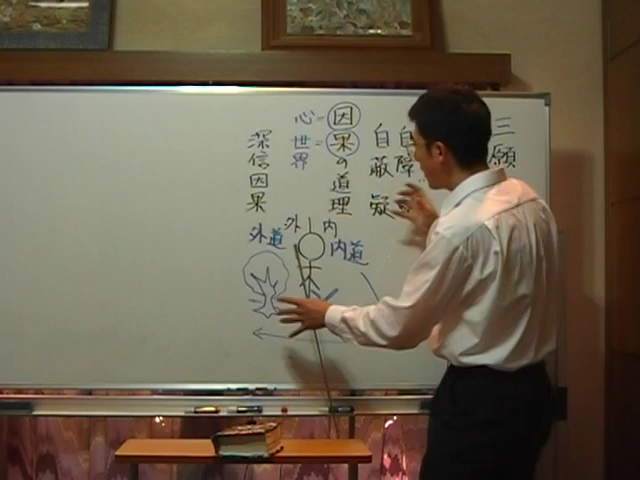 三願
自障
自蔽
疑
因果の道理
心=
世界=
深信因果
外
内
外道
内道